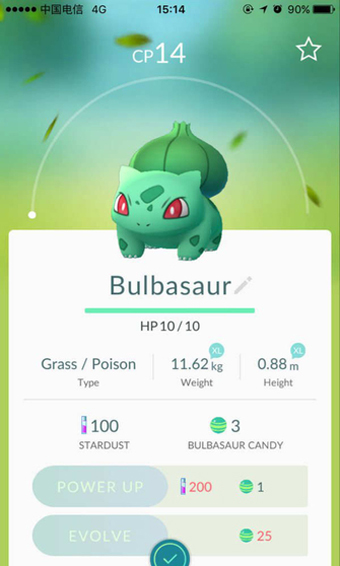 中国电信 4G 15:14 90%
CP14
Bulbasaur
HP 10 / 10
Grass / Poison XL 11.62 kg XL 0.88 m
Type Weight Height
100 3
STARDUST BULBASAUR CANDY
POWER UP 200 1
EVOLVE 25